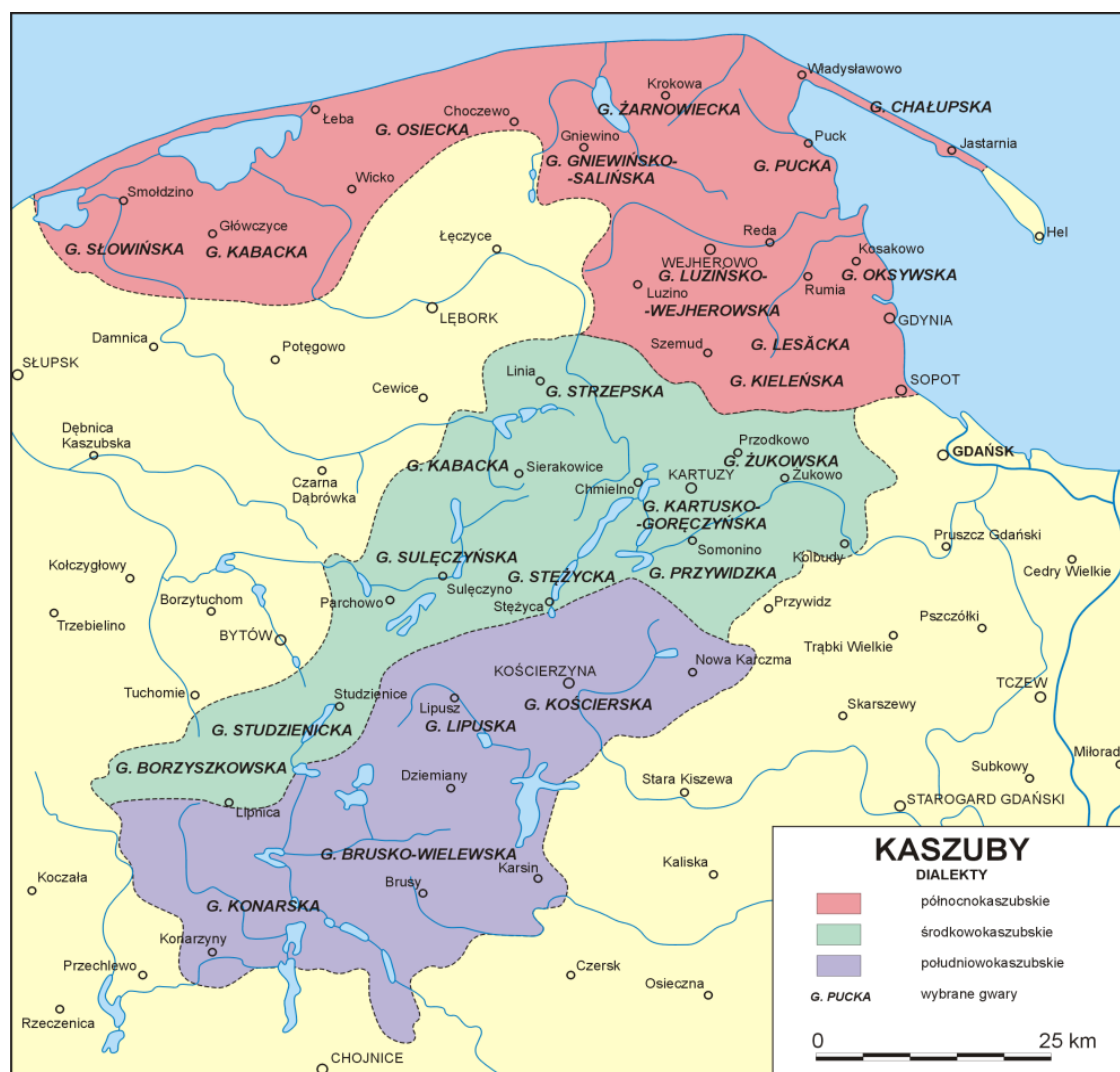 Władysławowo
Krokowa
G. CHAŁUPSKA
G. ŻARNOWIECKA
Łeba
Choczewo
G. OSIECKA
Gniewino
Puck
Jastarnia
G. GNIEWIŃSKO-
-SALIŃSKA
G. PUCKA
Wicko
Smołdzino
Główczyce
Hel
Łęczyce
Reda
G. SŁOWIŃSKA
G. KABACKA
WEJHEROWO
Kosakowo
G. LUZIŃSKO-
-WEJHEROWSKA
G. OKSYWSKA
Luzino
Rumia
LĘBORK
GDYNIA
Damnica
Potęgowo
Szemud
G. LESÄCKA
SŁUPSK
Linia
G. KIELEŃSKA
SOPOT
Cewice
G. STRZEPSKA
Dębnica
Kaszubska
Przodkowo
GDAŃSK
G. KABACKA
Sierakowice
G. ŻUKOWSKA
Czarna
Dąbrówka
Chmielno
KARTUZY
Żukowo
G. KARTUSKO-
-GORĘCZYŃSKA
Pruszcz Gdański
G. SULĘCZYŃSKA
Somonino
Kolbudy
Cedry Wielkie
Kołczygłowy
Sulęczyno
G. STĘŻYCKA
G. PRZYWIDZKA
Borzytuchom
Parchowo
Stężyca
Przywidz
Trzebielino
Pszczółki
BYTÓW
Trąbki Wielkie
KOŚCIERZYNA
Nowa Karczma
Tuchomie
Studzienice
Lipusz
TCZEW
G. KOŚCIERSKA
Skarszewy
G. STUDZIENICKA
G. LIPUSKA
G. BORZYSZKOWSKA
Dziemiany
Stara Kiszewa
Miłorad
Subkowy
Lipnica
STAROGARD GDAŃSKI
G. BRUSKO-WIELEWSKA
Kaliska
Koczała
Brusy
Karsin
G. KONARSKA
Konarzyny
Przechlewo
Czersk
Osieczna
Rzeczenica
CHOJNICE
KASZUBY
DIALEKTY
północnokaszubskie
środkowokaszubskie
południowokaszubskie
G. PUCKA wybrane gwary
0 25 km